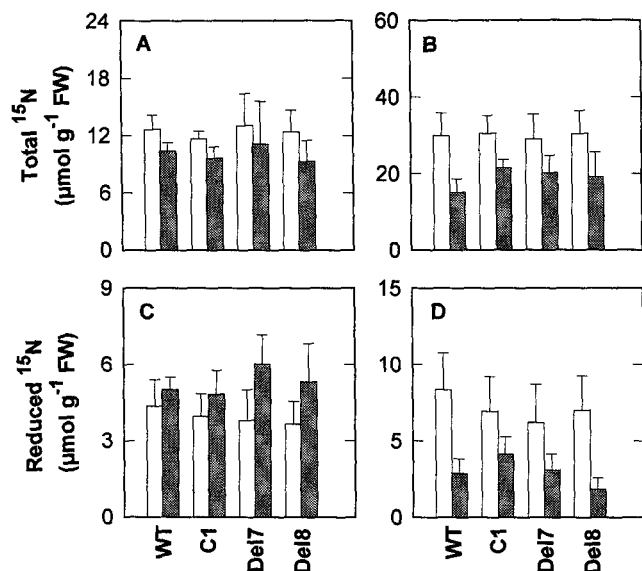 A
B
Total ¹⁵N
(µmol g⁻¹ FW)
24
18
12
6
0
60
40
20
0
C
D
Reduced ¹⁵N
(µmol g⁻¹ FW)
9
6
3
0
15
10
5
0
WT
C1
Del7
Del8
WT
C1
Del7
Del8